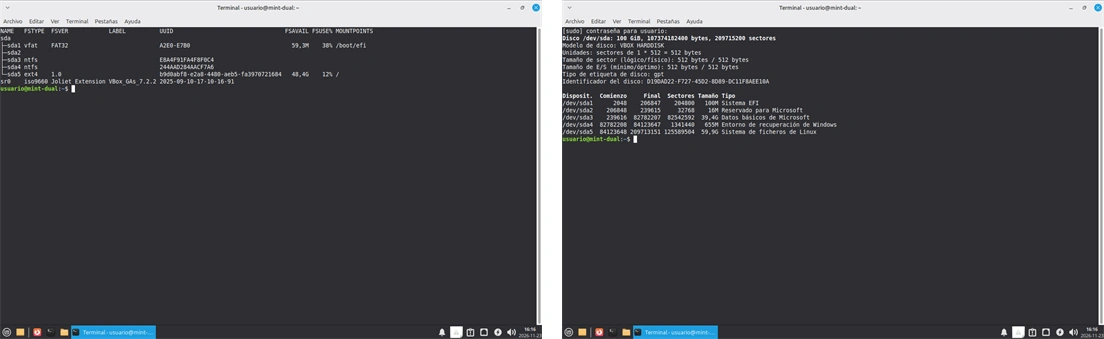 Terminal - usuario@mint-dual: ~
Archivo Editar Ver Terminal Pestañas Ayuda
NAME FSTYPE FSVER LABEL UUID FSAVAIL FSUSE% MOUNTPOINTS
sda
├─sda1 vfat FAT32 A2E0-E7B0 59,3M 38% /boot/efi
├─sda2
├─sda3 ntfs E8A4F91FA4F8F0C4
├─sda4 ntfs 244AAD284AACF7A6
└─sda5 ext4 1.0 b9d0abf8-e2a8-4480-aeb5-fa3970721684 48,4G 12% /
sr0 iso9660 Joliet Extension VBox_GAs_7.2.2 2025-09-10-17-10-16-91
usuario@mint-dual:~$
Terminal - usuario@mint-...
16:16
2026-11-23
Terminal - usuario@mint-dual: ~
Archivo Editar Ver Terminal Pestañas Ayuda
[sudo] contraseña para usuario:
Disco /dev/sda: 100 GiB, 107374182400 bytes, 209715200 sectores
Modelo de disco: VBOX HARDDISK
Unidades: sectores de 1 * 512 = 512 bytes
Tamaño de sector (lógico/físico): 512 bytes / 512 bytes
Tamaño de E/S (mínimo/óptimo): 512 bytes / 512 bytes
Tipo de etiqueta de disco: gpt
Identificador del disco: D19DAD22-F727-45D2-8D89-DC11F8AEE10A
Disposit. Comienzo Final Sectores Tamaño Tipo
/dev/sda1 2048 206847 204800 100M Sistema EFI
/dev/sda2 206848 239615 32768 16M Reservado para Microsoft
/dev/sda3 239616 82782207 82542592 39,4G Datos básicos de Microsoft
/dev/sda4 82782208 84123647 1341440 655M Entorno de recuperación de Windows
/dev/sda5 84123648 209713151 125589504 59,9G Sistema de ficheros de Linux
usuario@mint-dual:~$
Terminal - usuario@mint-...
16:16
2026-11-23